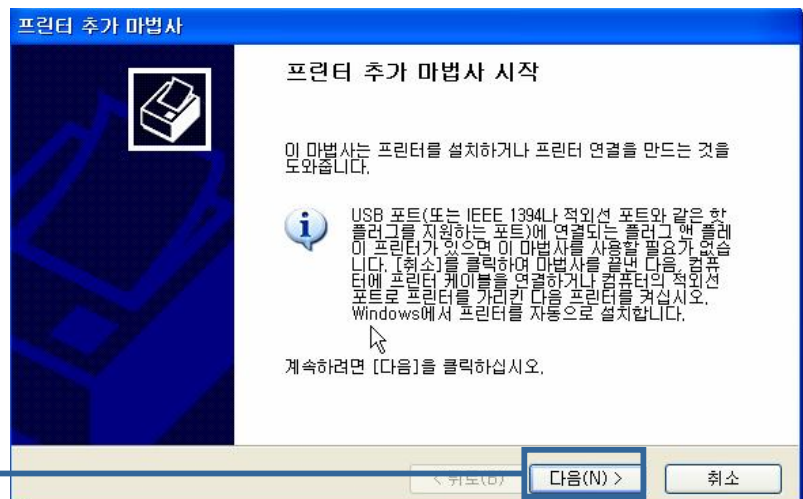 프린터 추가 마법사
프린터 추가 마법사 시작
이 마법사는 프린터를 설치하거나 프린터 연결을 만드는 것을
도와줍니다.
USB 포트(또는 IEEE 1394나 적외선 포트와 같은 핫
플러그를 지원하는 포트)에 연결되는 플러그 앤 플레
이 프린터가 있으면 이 마법사를 사용할 필요가 없습
니다. [취소]를 클릭하여 마법사를 끝낸 다음, 컴퓨
터에 프린터 케이블을 연결하거나 컴퓨터의 적외선
포트로 프린터를 가리킨 다음 프린터를 켜십시오.
Windows에서 프린터를 자동으로 설치합니다.
계속하려면 [다음]을 클릭하십시오.
< 뒤로(B) 다음(N) > 취소